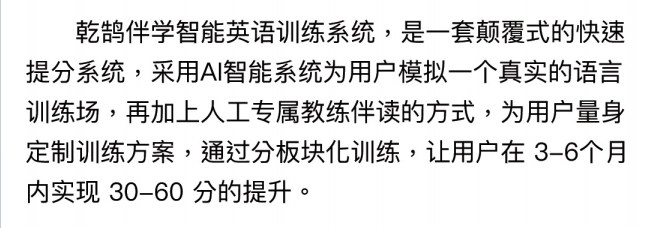 乾鹄伴学智能英语训练系统，是一套颠覆式的快速
提分系统，采用AI智能系统为用户模拟一个真实的语言
训练场，再加上人工专属教练伴读的方式，为用户量身
定制训练方案，通过分板块化训练，让用户在 3–6个月
内实现 30–60 分的提升。